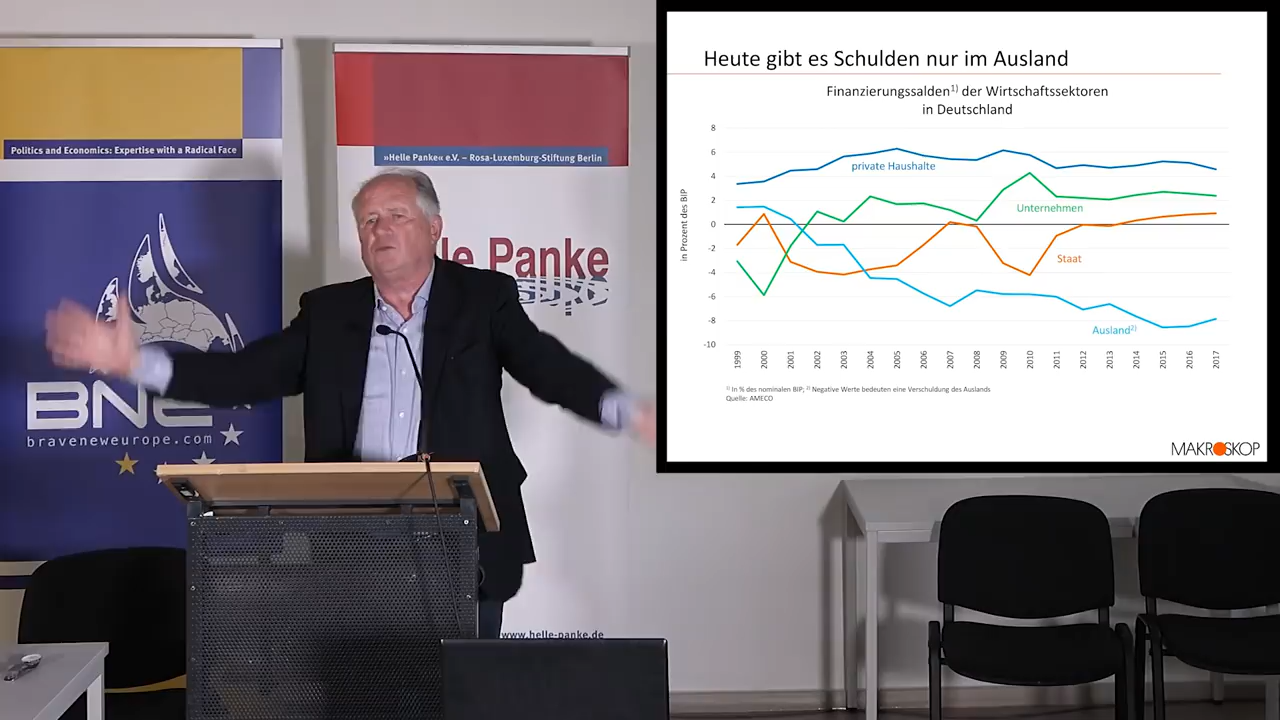 Politics and Economics: Expertise with a Radical Face
BNE
braveneweurope.com
»Helle Panke« e.V. – Rosa-Luxemburg-Stiftung Berlin
le Panke
www.helle-panke.de
Heute gibt es Schulden nur im Ausland
Finanzierungssalden¹⁾ der Wirtschaftssektoren
in Deutschland
in Prozent des BIP
8
6
4
2
0
-2
-4
-6
-8
-10
private Haushalte
Unternehmen
Staat
Ausland²⁾
1999 2000 2001 2002 2003 2004 2005 2006 2007 2008 2009 2010 2011 2012 2013 2014 2015 2016 2017
¹⁾ In % des nominalen BIP; ²⁾ Negative Werte bedeuten eine Verschuldung des Auslands
Quelle: AMECO
MAKROSKOP